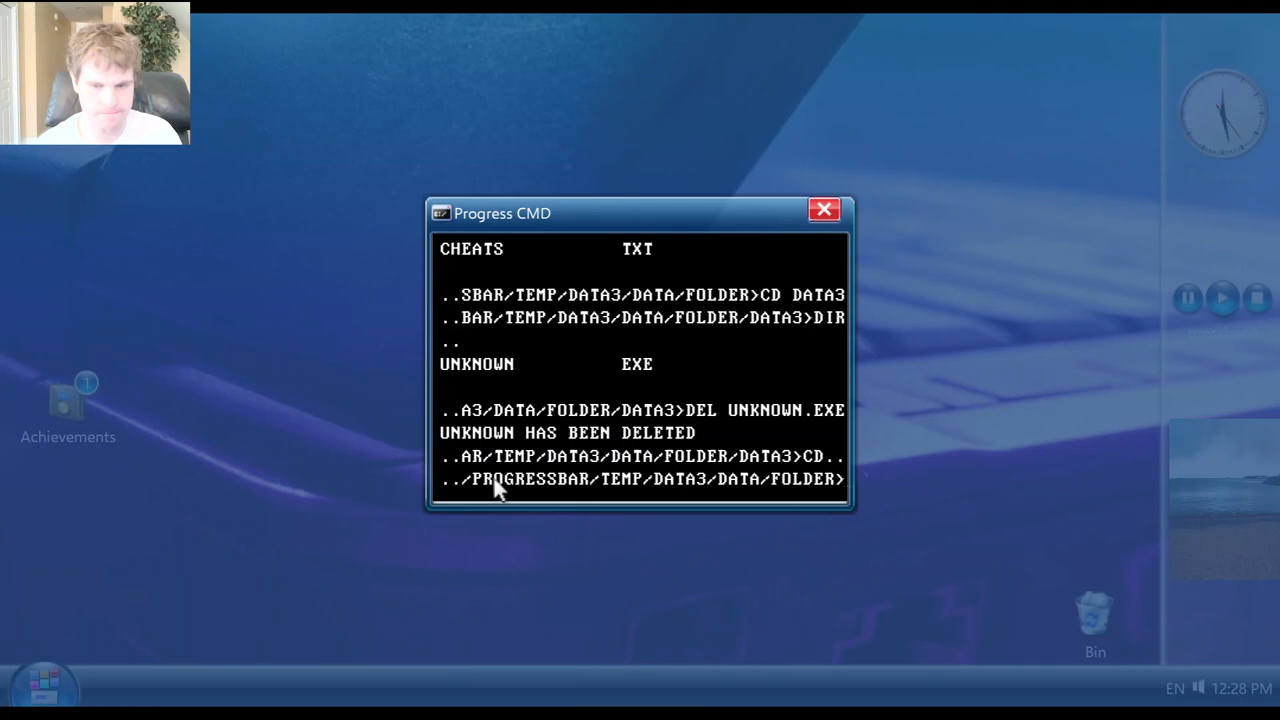 Progress CMD
CHEATS TXT
..SBAR/TEMP/DATA3/DATA/FOLDER>CD DATA3
..BAR/TEMP/DATA3/DATA/FOLDER/DATA3>DIR
..
UNKNOWN EXE
..A3/DATA/FOLDER/DATA3>DEL UNKNOWN.EXE
UNKNOWN HAS BEEN DELETED
..AR/TEMP/DATA3/DATA/FOLDER/DATA3>CD..
../PROGRESSBAR/TEMP/DATA3/DATA/FOLDER>
1
Achievements
Bin
EN 12:28 PM